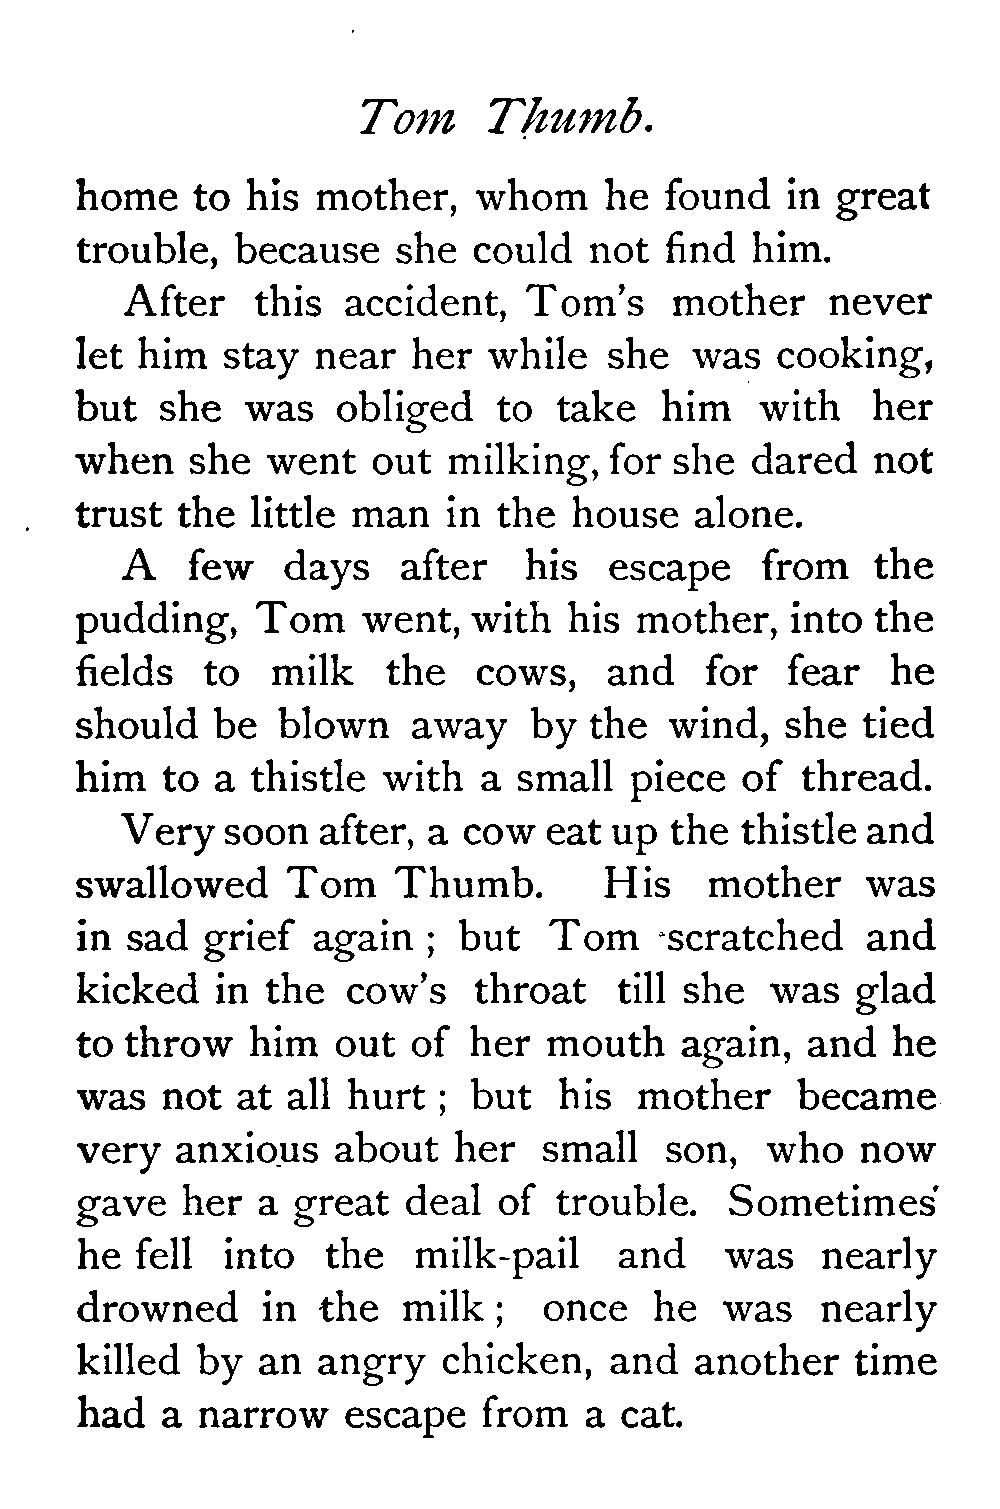 Tom Thumb.
home to his mother, whom he found in great
trouble, because she could not find him.
After this accident, Tom's mother never
let him stay near her while she was cooking,
but she was obliged to take him with her
when she went out milking, for she dared not
trust the little man in the house alone.
A few days after his escape from the
pudding, Tom went, with his mother, into the
fields to milk the cows, and for fear he
should be blown away by the wind, she tied
him to a thistle with a small piece of thread.
Very soon after, a cow eat up the thistle and
swallowed Tom Thumb. His mother was
in sad grief again ; but Tom scratched and
kicked in the cow's throat till she was glad
to throw him out of her mouth again, and he
was not at all hurt ; but his mother became
very anxious about her small son, who now
gave her a great deal of trouble. Sometimes
he fell into the milk-pail and was nearly
drowned in the milk ; once he was nearly
killed by an angry chicken, and another time
had a narrow escape from a cat.